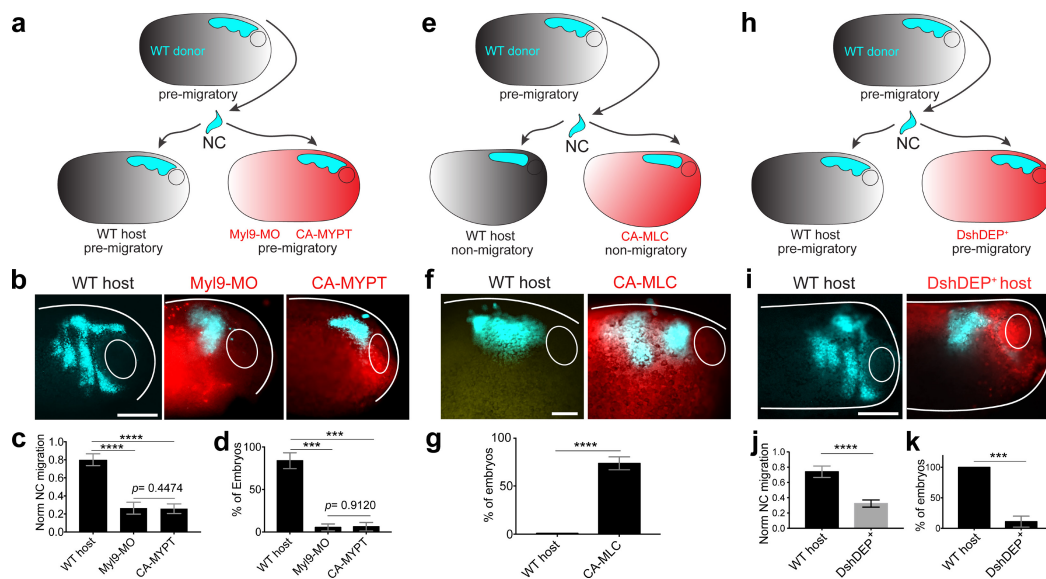 a
WT donor
pre-migratory
NC
WT host
pre-migratory
Myl9-MO CA-MYPT
pre-migratory
e
WT donor
pre-migratory
NC
WT host
non-migratory
CA-MLC
non-migratory
h
WT donor
pre-migratory
NC
WT host
pre-migratory
DshDEP⁺
pre-migratory
b
WT host
Myl9-MO
CA-MYPT
f
WT host
CA-MLC
i
WT host
DshDEP⁺ host
c
Norm NC migration
1.0
0.8
0.6
0.4
0.2
0
****
****
p= 0.4474
WT host
Myl9-MO
CA-MYPT
d
% of Embryos
100
50
0
***
***
p= 0.9120
WT host
Myl9-MO
CA-MYPT
g
% of embryos
100
50
0
****
WT host
CA-MLC
j
Norm NC migration
1.0
0.8
0.6
0.4
0.2
0
****
WT host
DshDEP⁺
k
% of embryos
100
50
0
***
WT host
DshDEP⁺